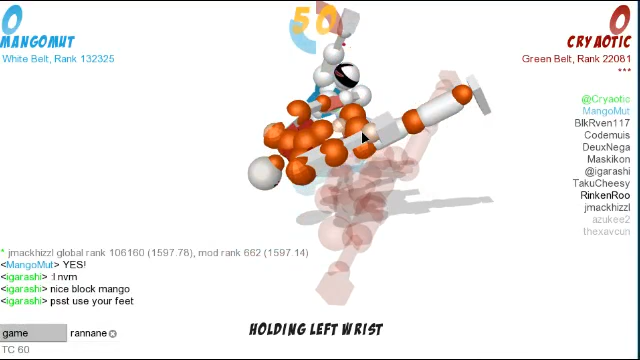 0
MANGOMUT
White Belt, Rank 132325
50
0
CRYAOTIC
Green Belt, Rank 22081
***
@Cryaotic
MangoMut
BlkRven117
Codemuis
DeuxNega
Maskikon
@igarashi
TakuCheesy
RinkenRoo
jmackhizzl
azukee2
thexavcun
* jmackhizzl global rank 106160 (1597.78), mod rank 662 (1597.14)
<MangoMut> YES!
<igarashi> :I nvm
<igarashi> nice block mango
<igarashi> psst use your feet
game rannane
TC 60
HOLDING LEFT WRIST